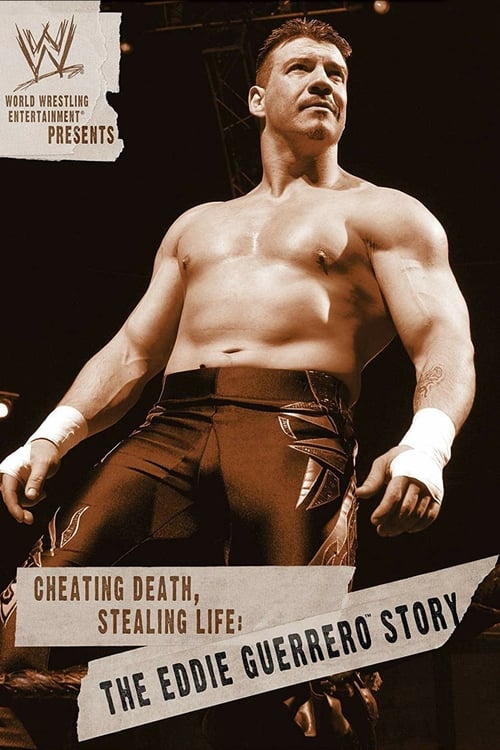 W
WORLD WRESTLING
ENTERTAINMENT®
PRESENTS
CHEATING DEATH,
STEALING LIFE:
THE EDDIE GUERRERO™ STORY